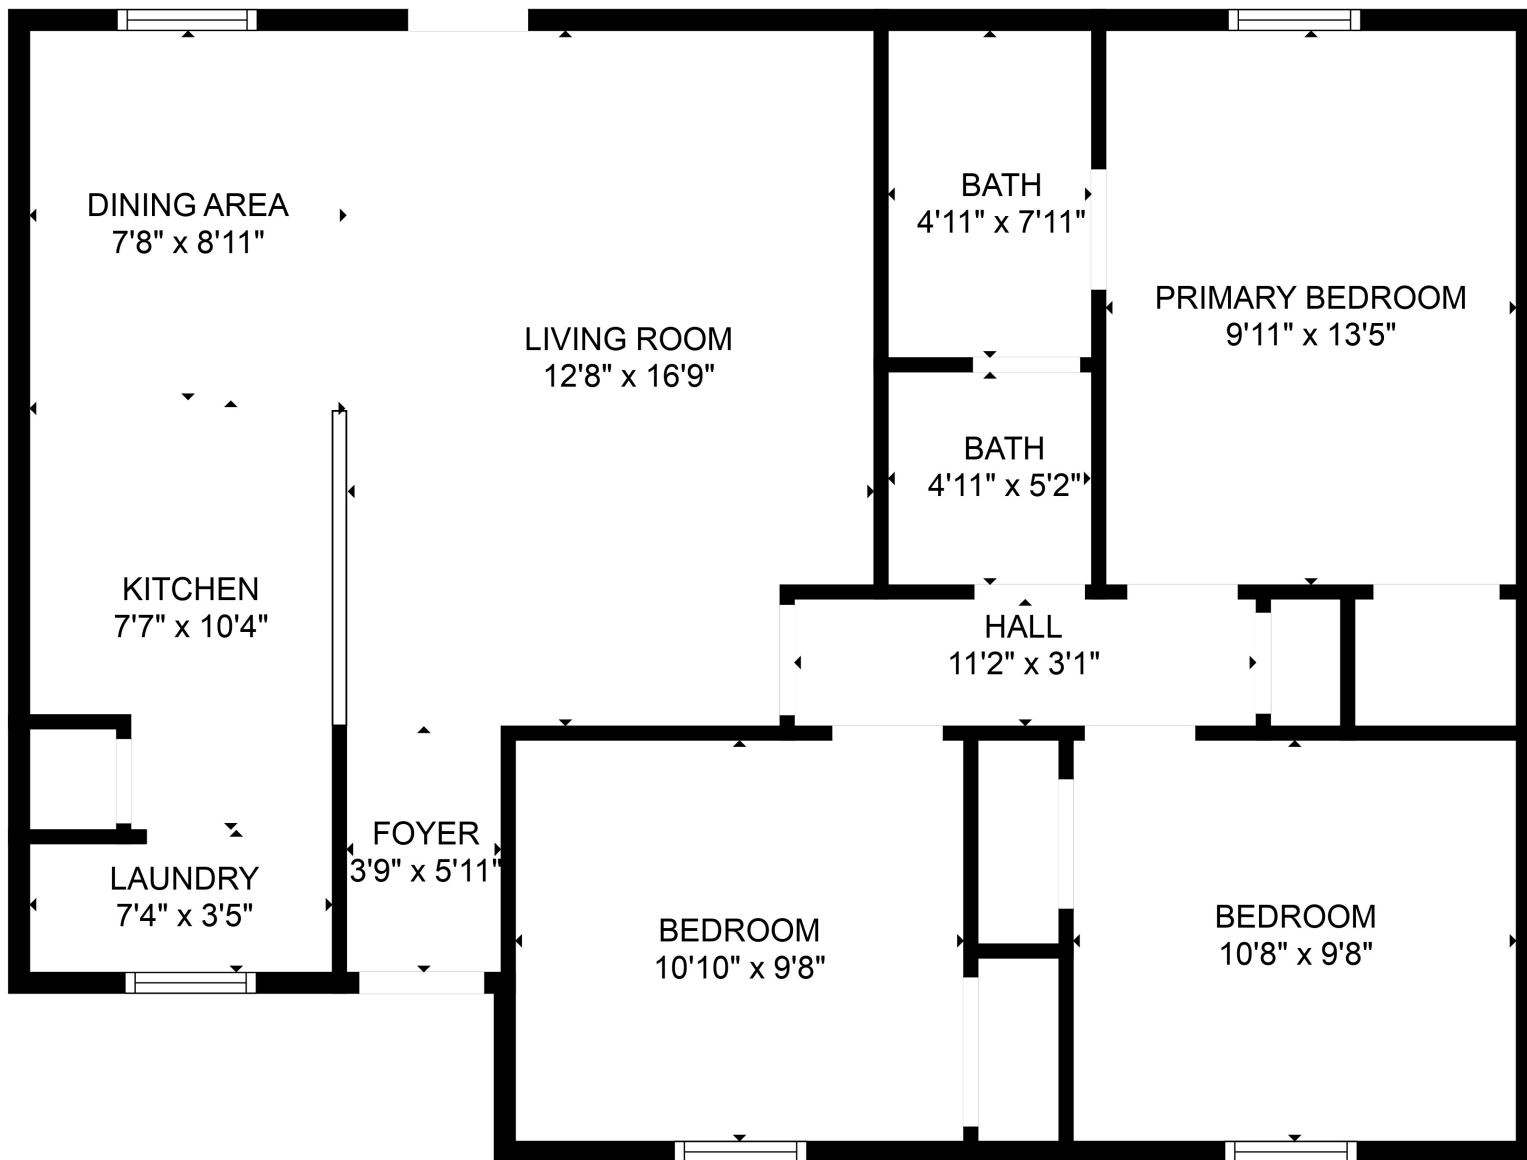 DINING AREA
7'8" x 8'11"
LIVING ROOM
12'8" x 16'9"
BATH
4'11" x 7'11"
PRIMARY BEDROOM
9'11" x 13'5"
BATH
4'11" x 5'2"
KITCHEN
7'7" x 10'4"
HALL
11'2" x 3'1"
FOYER
3'9" x 5'11"
LAUNDRY
7'4" x 3'5"
BEDROOM
10'10" x 9'8"
BEDROOM
10'8" x 9'8"